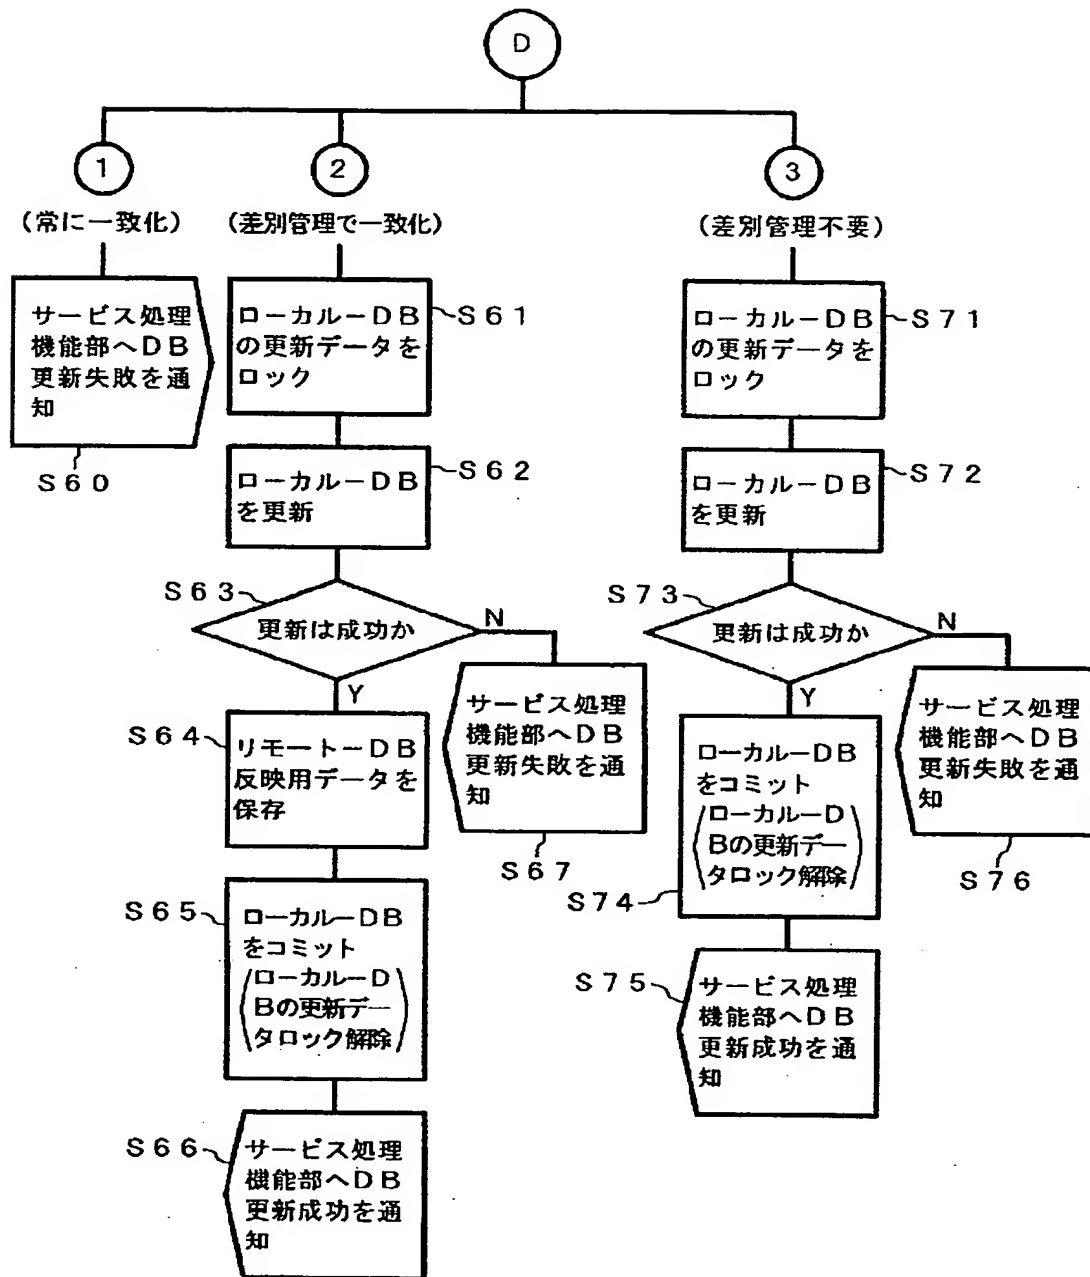 D
1
2
3
(常に一致化)
(差別管理で一致化)
(差別管理不要)
サービス処理
機能部へDB
更新失敗を通
知
S60
ローカルーDB
の更新データを
ロック
S61
ローカルーDB
を更新
S62
S63
更新は成功か
N
Y
S64
リモートーDB
反映用データを
保存
サービス処理
機能部へDB
更新失敗を通
知
S67
S65
ローカルーDB
をコミット
(ローカルーD
Bの更新デー
タロック解除)
S66
サービス処理
機能部へDB
更新成功を通
知
ローカルーDB
の更新データを
ロック
S71
ローカルーDB
を更新
S72
S73
更新は成功か
N
Y
ローカルーDB
をコミット
(ローカルーD
Bの更新デー
タロック解除)
S74
サービス処理
機能部へDB
更新失敗を通
知
S76
S75
サービス処理
機能部へDB
更新成功を通
知